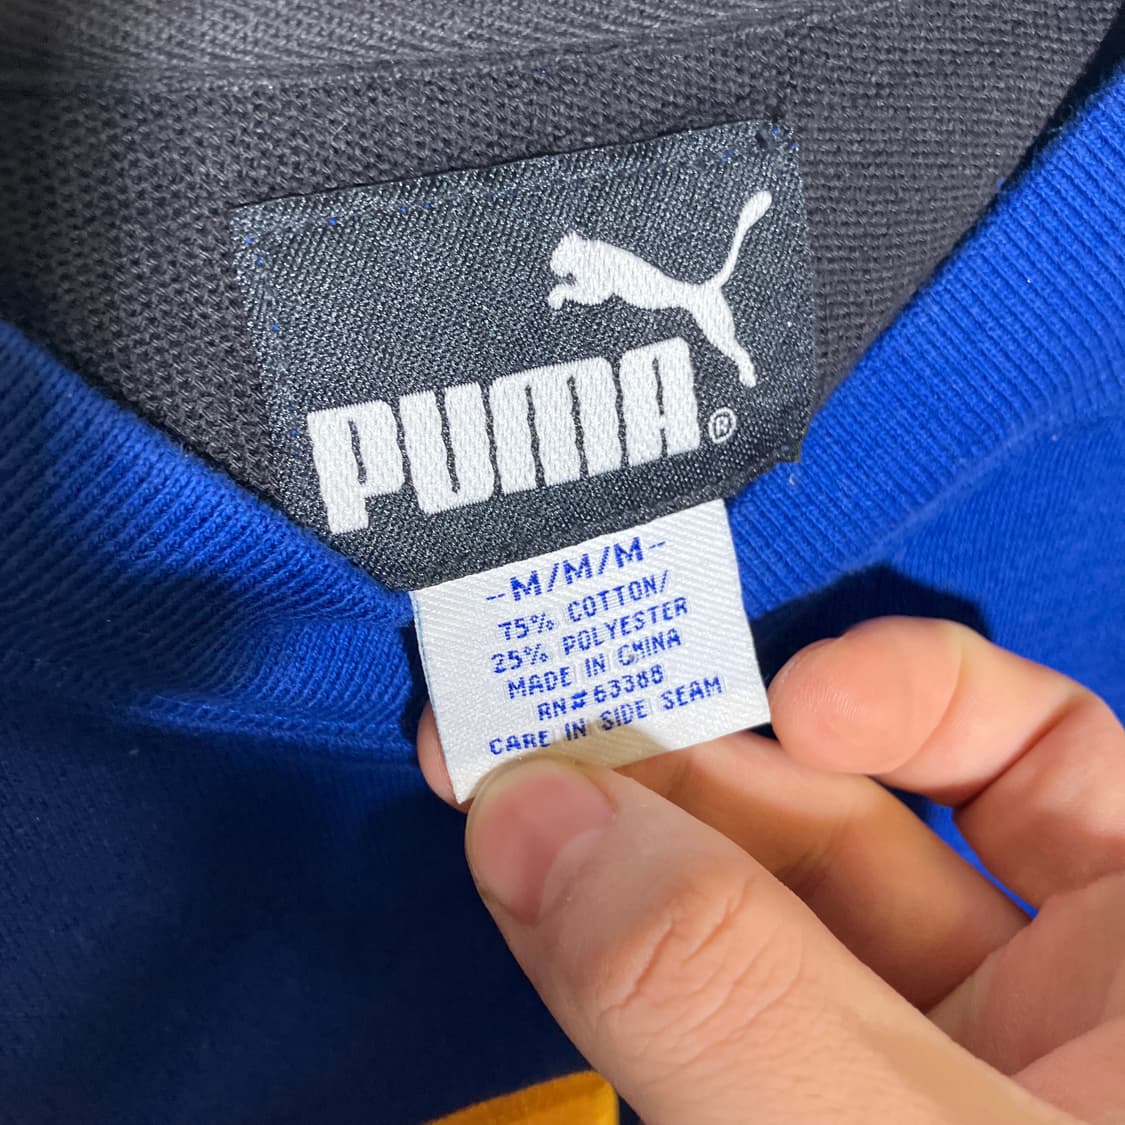 PUMA®
--M/M/M--
75% COTTON/
25% POLYESTER
MADE IN CHINA
RN#63388
CARE IN SIDE SEAM